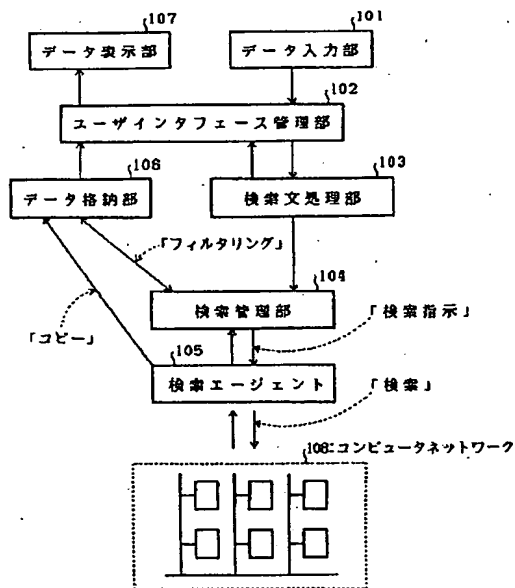 107
データ表示部
101
データ入力部
102
ユーザインタフェース管理部
106
データ格納部
103
検索文処理部
「フィルタリング」
104
検索管理部
「コピー」
「検索指示」
105
検索エージェント
「検索」
108:コンピュータネットワーク